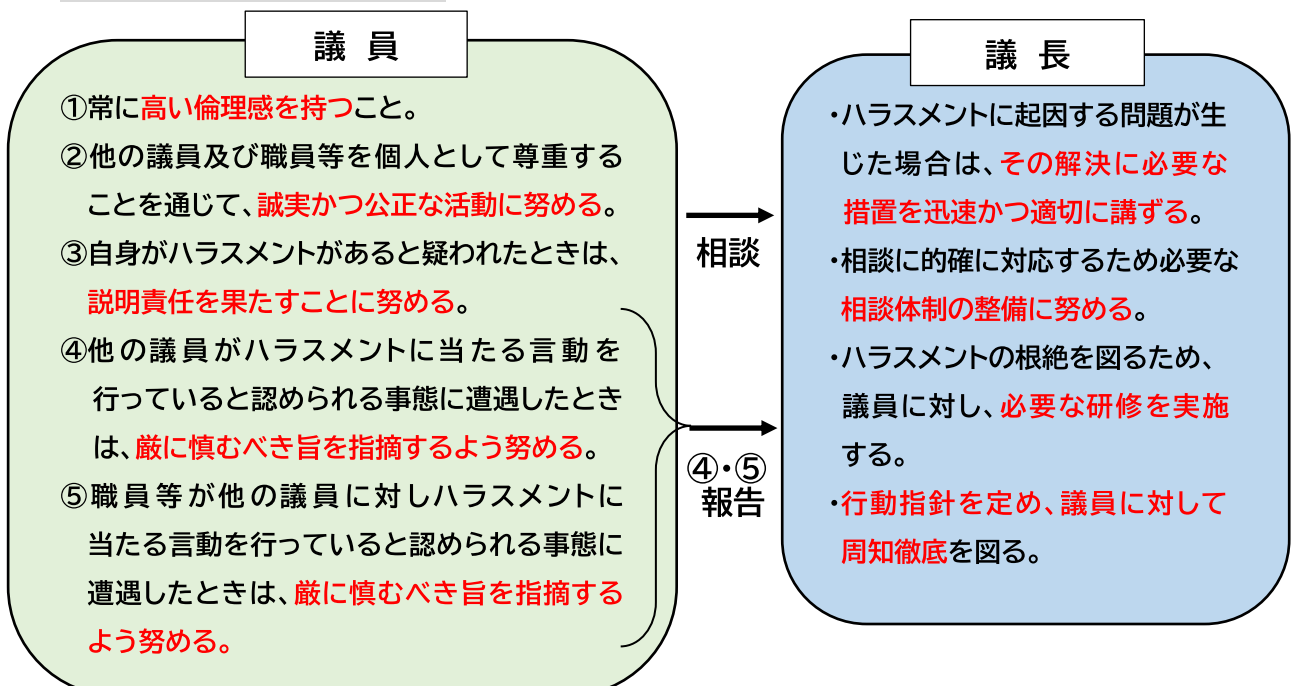 議 員
①常に高い倫理感を持つこと。
②他の議員及び職員等を個人として尊重する
ことを通じて、誠実かつ公正な活動に努める。
③自身がハラスメントがあると疑われたときは、
説明責任を果たすことに努める。
④他の議員がハラスメントに当たる言動を
行っていると認められる事態に遭遇したとき
は、厳に慎むべき旨を指摘するよう努める。
⑤職員等が他の議員に対しハラスメントに
当たる言動を行っていると認められる事態に
遭遇したときは、厳に慎むべき旨を指摘する
よう努める。
相談
④・⑤
報告
議 長
・ハラスメントに起因する問題が生
じた場合は、その解決に必要な
措置を迅速かつ適切に講ずる。
・相談に的確に対応するため必要な
相談体制の整備に努める。
・ハラスメントの根絶を図るため、
議員に対し、必要な研修を実施
する。
・行動指針を定め、議員に対して
周知徹底を図る。